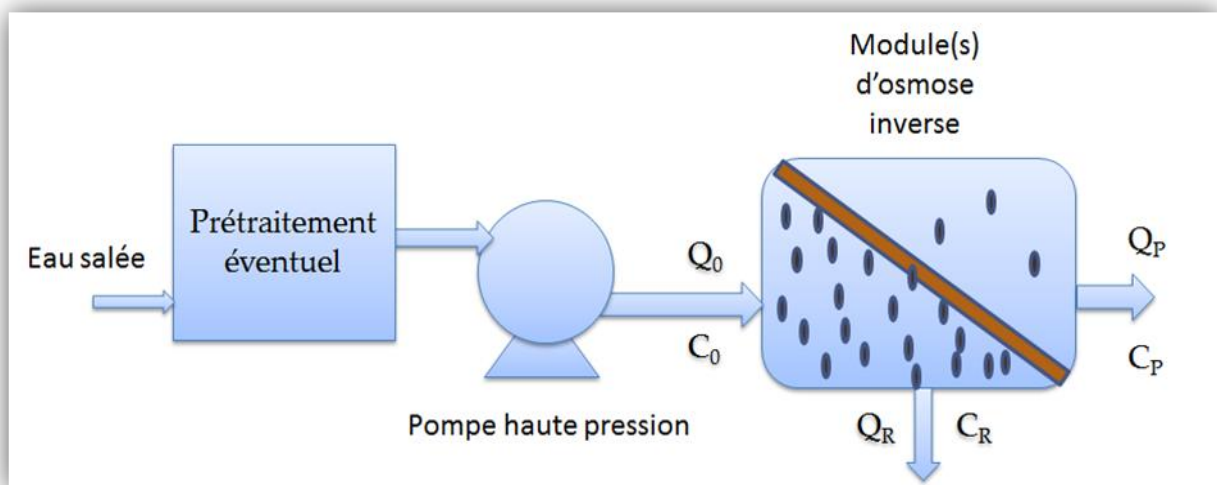 Module(s)
d'osmose
inverse
Prétraitement
éventuel
Eau salée
Q0
C0
QP
CP
Pompe haute pression
QR CR